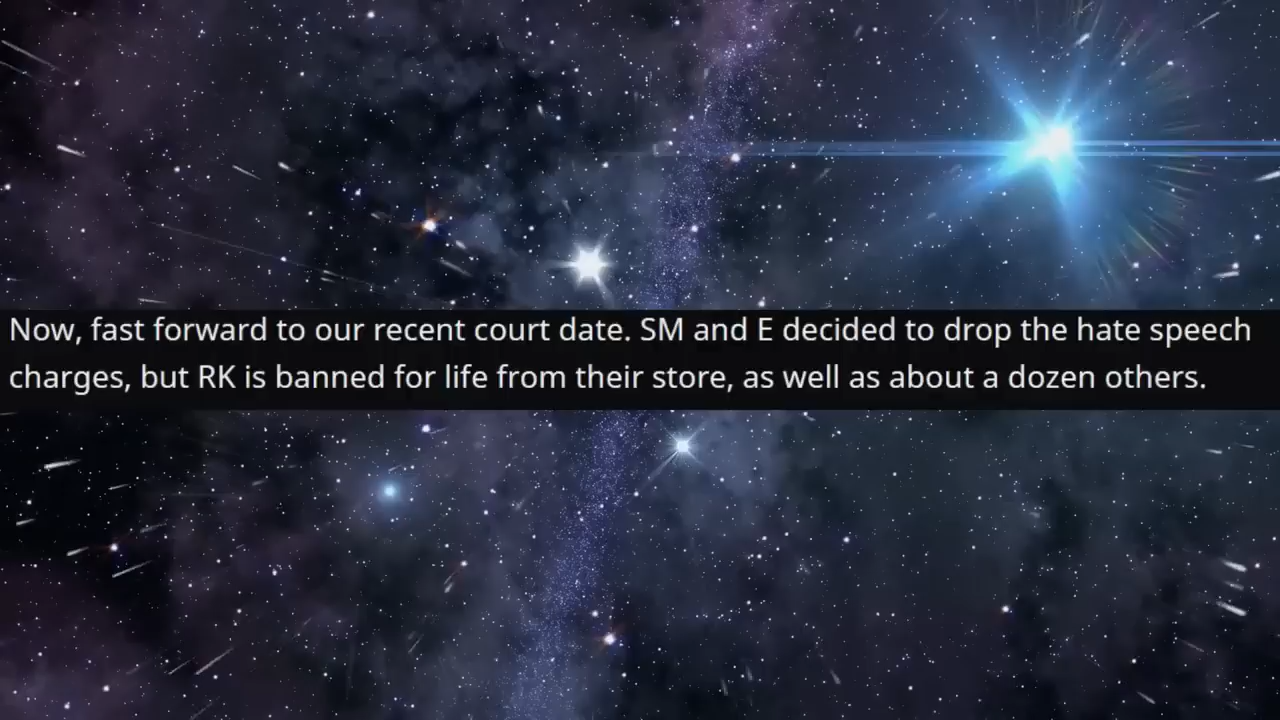 Now, fast forward to our recent court date. SM and E decided to drop the hate speech
charges, but RK is banned for life from their store, as well as about a dozen others.